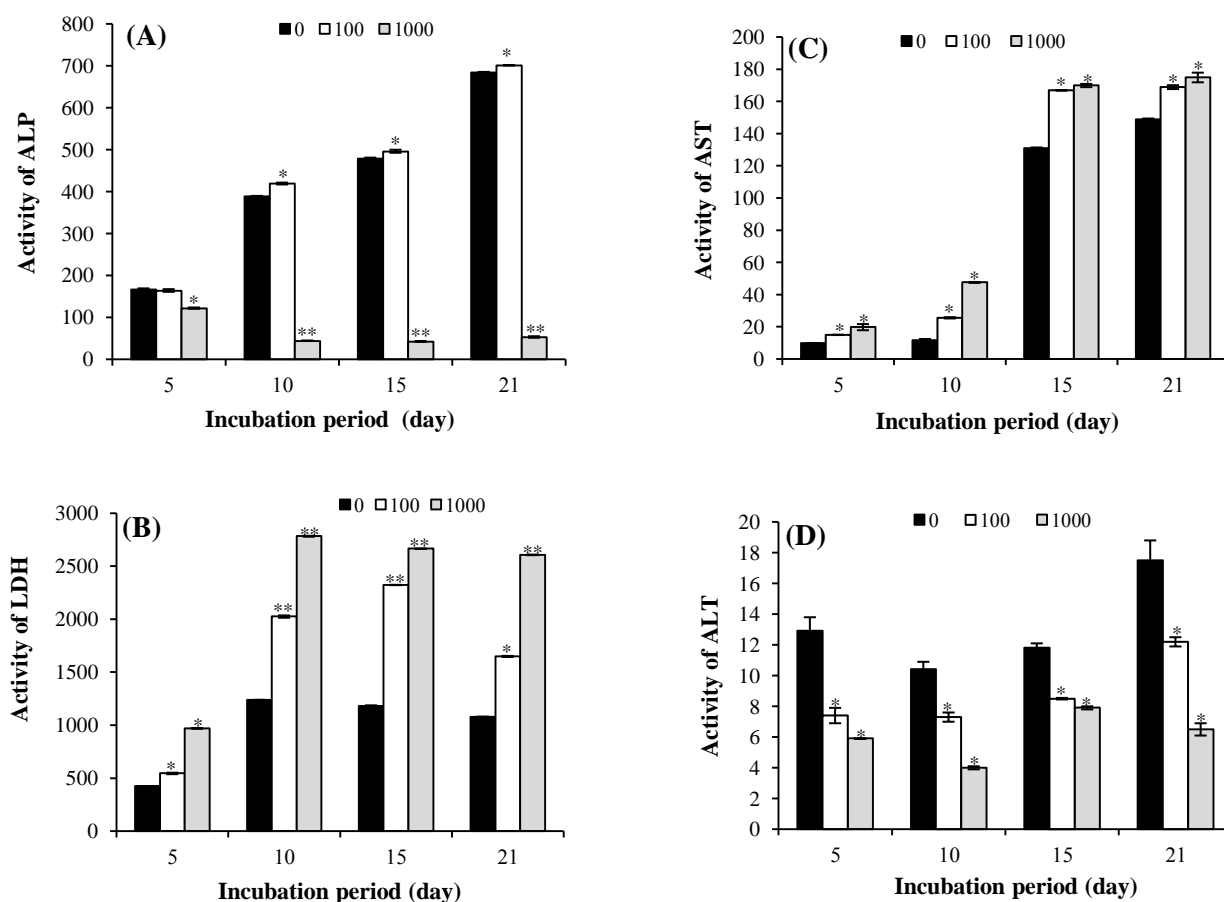 (A)
0 100 1000
800
700
600
500
400
300
200
100
0
Activity of ALP
* * * *
** ** **
5 10 15 21
Incubation period (day)
(C)
0 100 1000
200
180
160
140
120
100
80
60
40
20
0
Activity of AST
* * * * * * * *
5 10 15 21
Incubation period (day)
(B)
0 100 1000
3000
2500
2000
1500
1000
500
0
Activity of LDH
* * ** ** ** ** * **
5 10 15 21
Incubation period (day)
(D)
0 100 1000
20
18
16
14
12
10
8
6
4
2
0
Activity of ALT
* * * * * * * *
5 10 15 21
Incubation period (day)